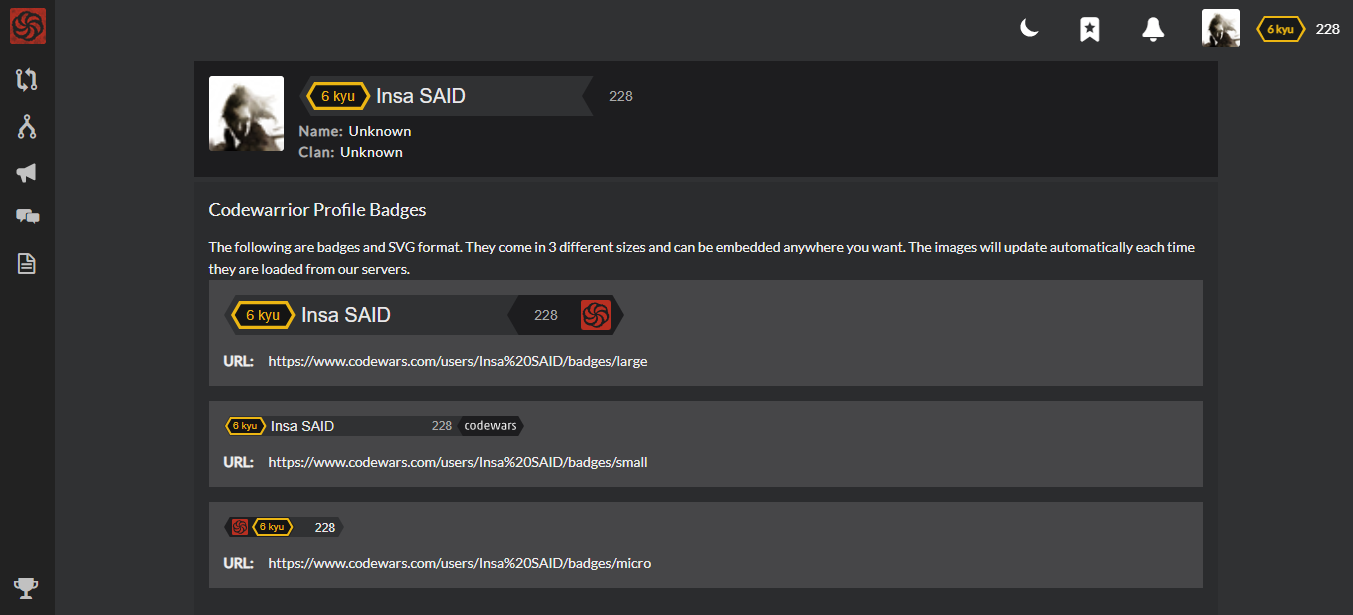 6 kyu 228
6 kyu Insa SAID 228
Name: Unknown
Clan: Unknown
Codewarrior Profile Badges
The following are badges and SVG format. They come in 3 different sizes and can be embedded anywhere you want. The images will update automatically each time
they are loaded from our servers.
6 kyu Insa SAID 228
URL: https://www.codewars.com/users/Insa%20SAID/badges/large
6 kyu Insa SAID 228 codewars
URL: https://www.codewars.com/users/Insa%20SAID/badges/small
6 kyu 228
URL: https://www.codewars.com/users/Insa%20SAID/badges/micro